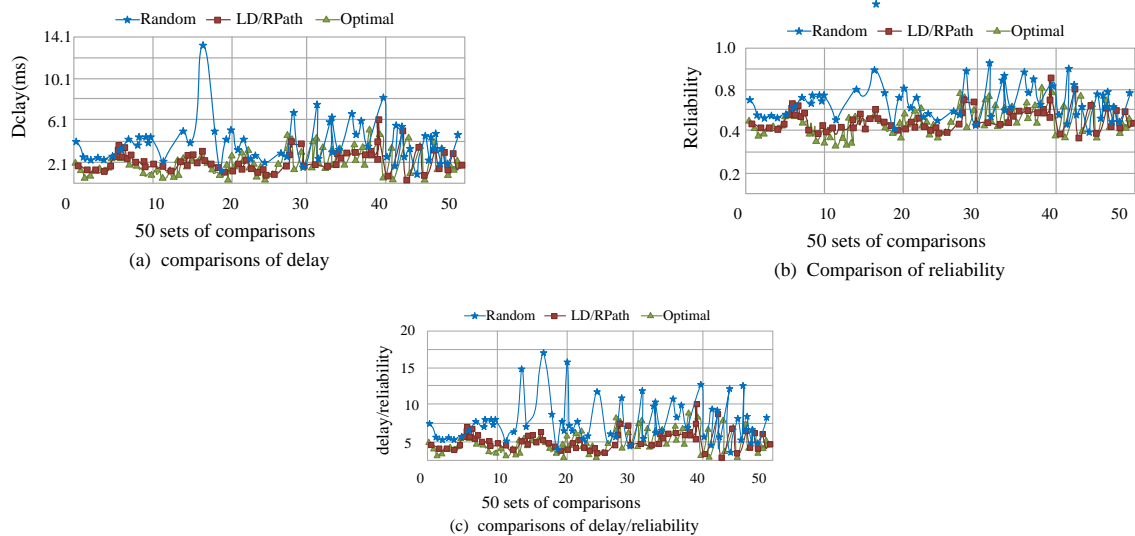 Random LD/RPath Optimal
14.1
10.1
6.1
2.1
Dclay(ms)
0 10 20 30 40 50
50 sets of comparisons
(a) comparisons of delay
Random LD/RPath Optimal
1.0
0.8
0.4
0.2
Rcliability
0 10 20 30 40 50
50 sets of comparisons
(b) Comparison of reliability
Random LD/RPath Optimal
20
15
10
5
delay/reliability
0 10 20 30 40 50
50 sets of comparisons
(c) comparisons of delay/reliability